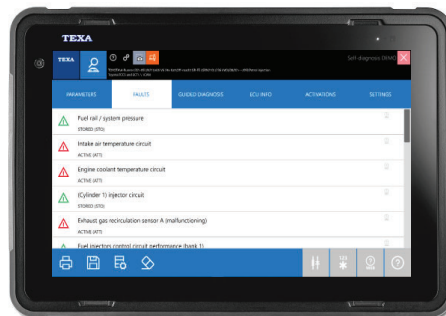 TEXA
TEXA
Self-diagnosis DEMO
PARAMETERS FAULTS GUIDED DIAGNOSIS ECU INFO ACTIVATIONS SETTINGS
Fuel rail / system pressure
STORED (STO)
Intake air temperature circuit
ACTIVE (ATT)
Engine coolant temperature circuit
ACTIVE (ATT)
(Cylinder 1) injector circuit
STORED (STO)
Exhaust gas recirculation sensor A (malfunctioning)
ACTIVE (ATT)
Fuel injectors control circuit performance (bank 1)